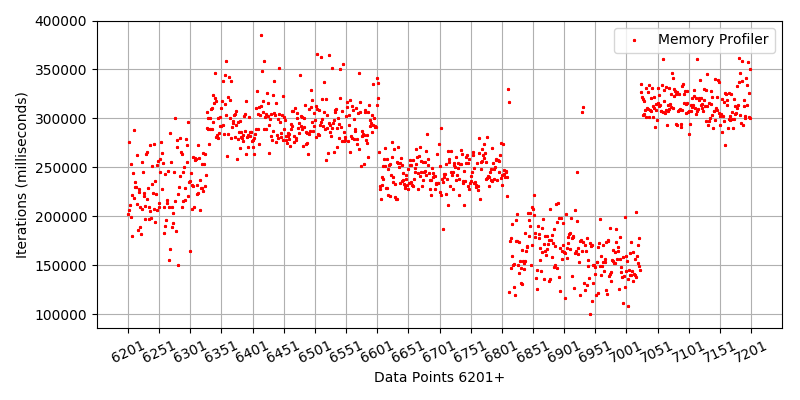 400000
350000
300000
250000
200000
150000
100000
Iterations (milliseconds)
Memory Profiler
6201 6251 6301 6351 6401 6451 6501 6551 6601 6651 6701 6751 6801 6851 6901 6951 7001 7051 7101 7151 7201
Data Points 6201+